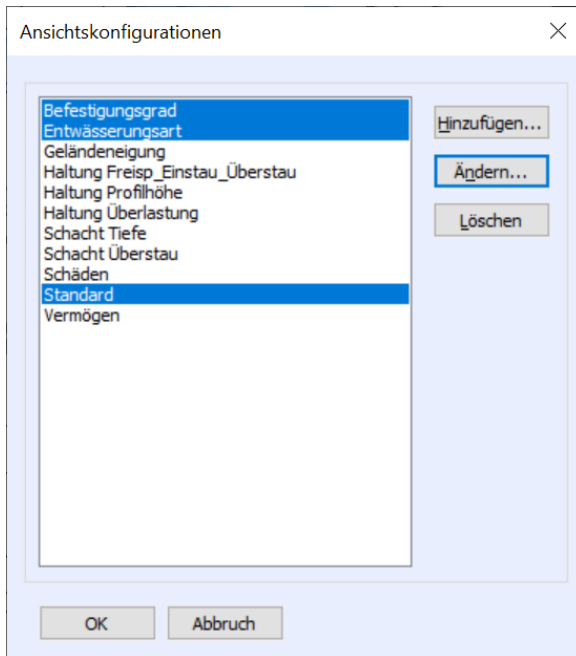 Ansichtskonfigurationen
Befestigungsgrad
Entwässerungsart
Geländeneigung
Haltung Freisp_Einstau_Überstau
Haltung Profilhöhe
Haltung Überlastung
Schacht Tiefe
Schacht Überstau
Schäden
Standard
Vermögen
Hinzufügen...
Ändern...
Löschen
OK
Abbruch